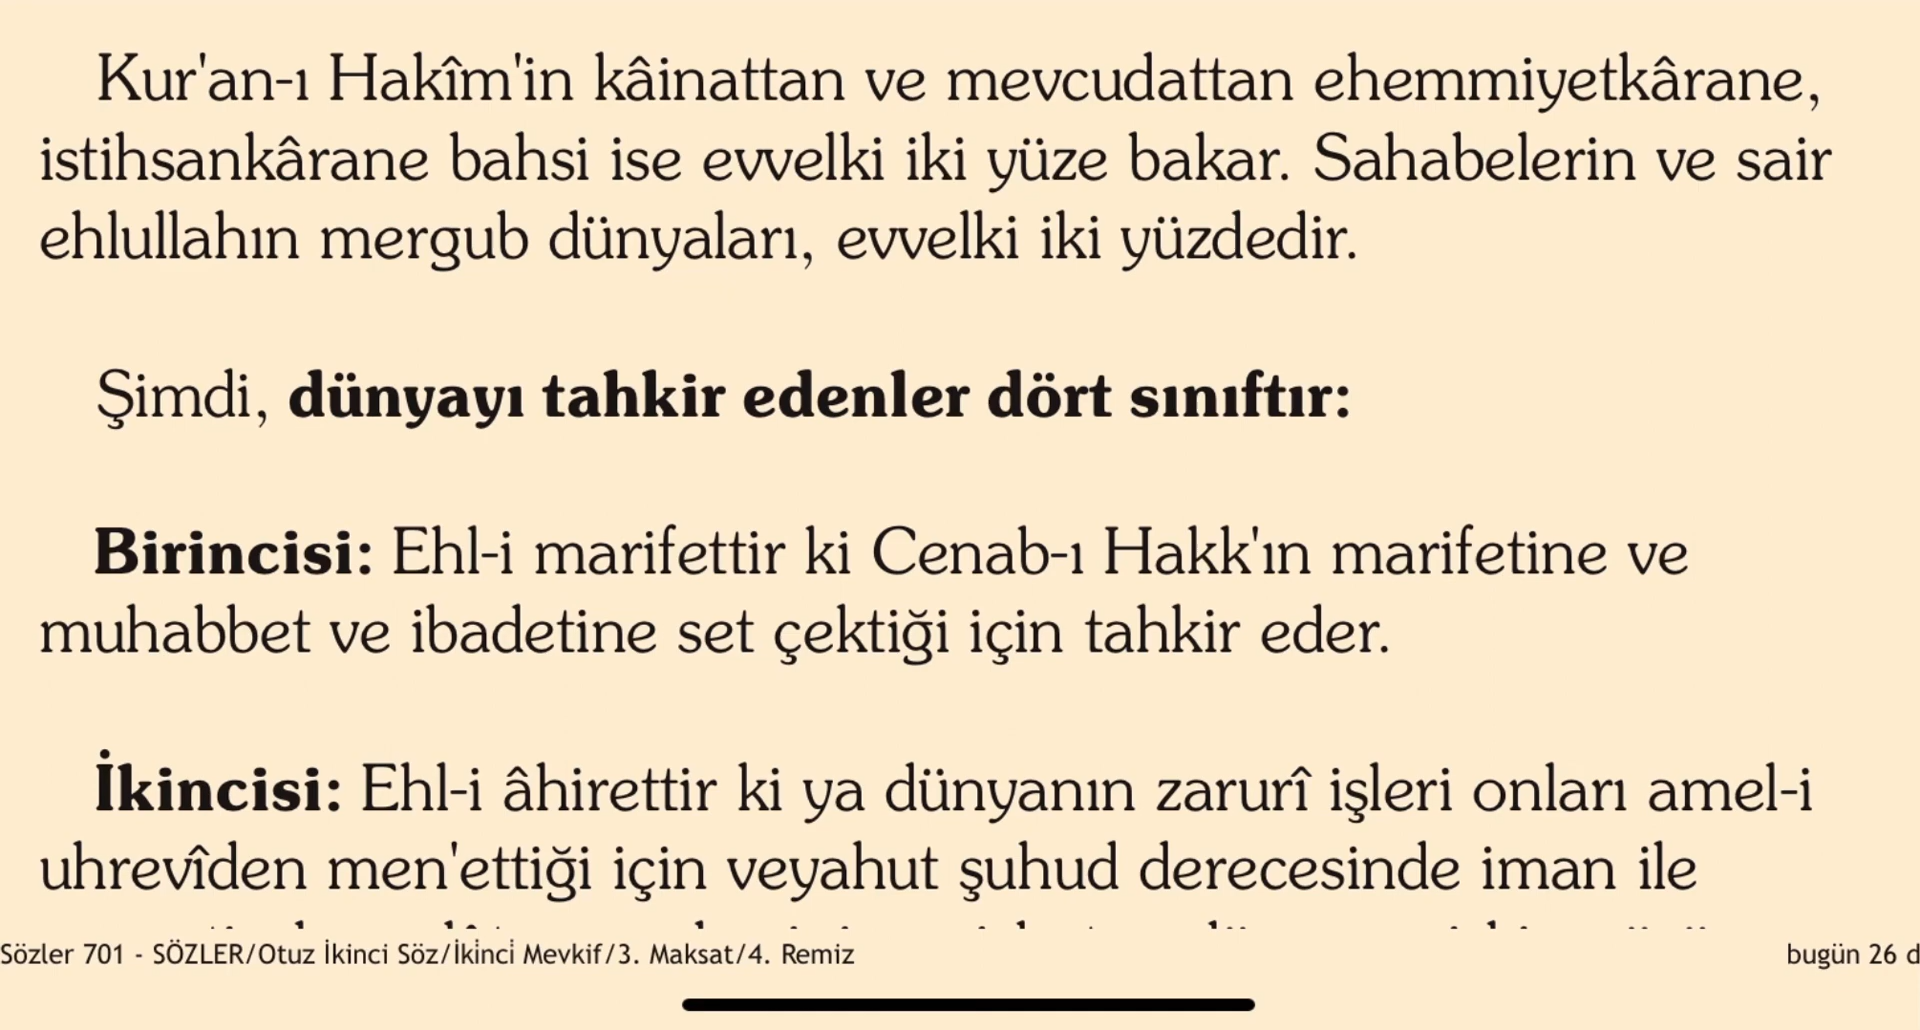 Kur'an-ı Hakîm'in kâinattan ve mevcudattan ehemmiyetkârane,
istihsankârane bahsi ise evvelki iki yüze bakar. Sahabelerin ve sair
ehlullahın mergub dünyaları, evvelki iki yüzdedir.
Şimdi, dünyayı tahkir edenler dört sınıftır:
Birincisi: Ehl-i marifettir ki Cenab-ı Hakk'ın marifetine ve
muhabbet ve ibadetine set çektiği için tahkir eder.
İkincisi: Ehl-i âhirettir ki ya dünyanın zarurî işleri onları amel-i
uhrevîden men'ettiği için veyahut şuhud derecesinde iman ile
Sözler 701 - SÖZLER/Otuz İkinci Söz/İkinci Mevkif/3. Maksat/4. Remiz
bugün 26 d